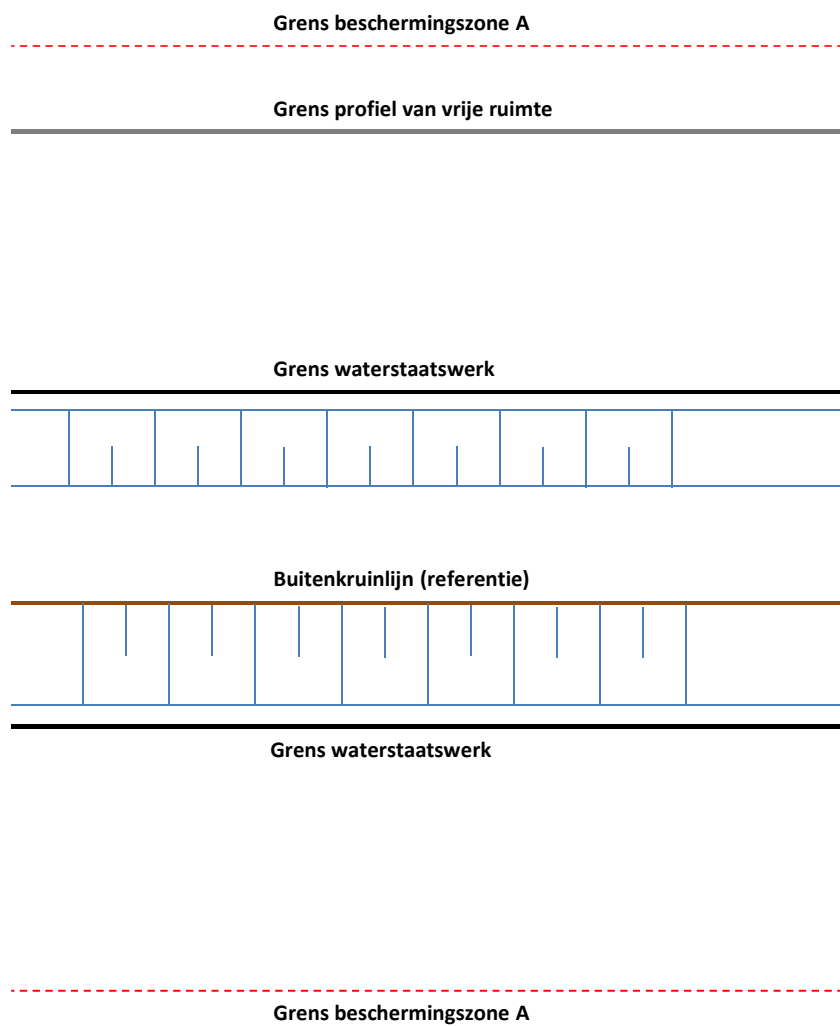 Grens beschermingszone A
Grens profiel van vrije ruimte
Grens waterstaatswerk
Buitenkruinlijn (referentie)
Grens waterstaatswerk
Grens beschermingszone A